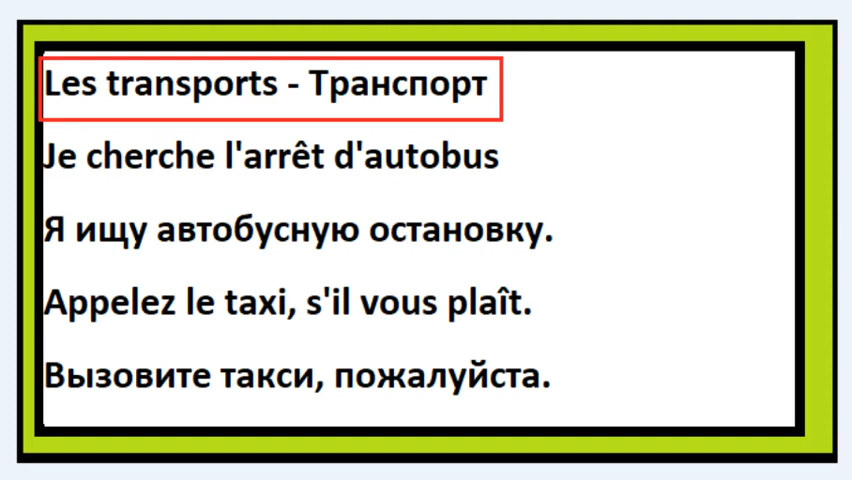 Les transports - Транспорт
Je cherche l'arrêt d'autobus
Я ищу автобусную остановку.
Appelez le taxi, s'il vous plaît.
Вызовите такси, пожалуйста.